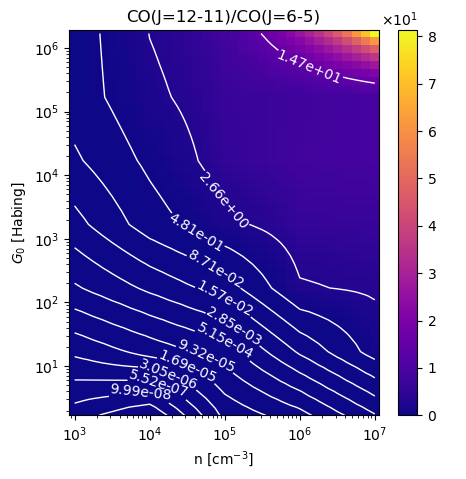 CO(J=12-11)/CO(J=6-5)
×10¹
10⁶
10⁵
10⁴
10³
10²
10¹
G₀ [Habing]
1.47e+01
2.66e+00
4.81e-01
8.71e-02
1.57e-02
2.85e-03
5.15e-04
9.32e-05
1.69e-05
3.05e-06
5.52e-07
9.99e-08
8
7
6
5
4
3
2
1
0
10³ 10⁴ 10⁵ 10⁶ 10⁷
n [cm⁻³]